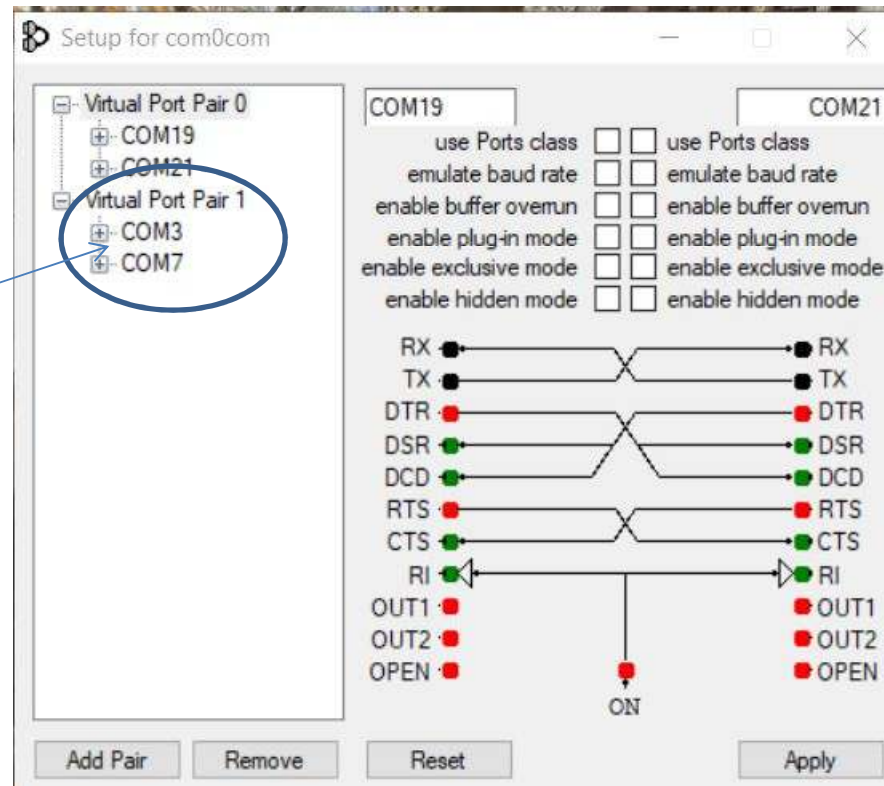 Setup for com0com
Virtual Port Pair 0
COM19
COM21
Virtual Port Pair 1
COM3
COM7
COM19 COM21
use Ports class use Ports class
emulate baud rate emulate baud rate
enable buffer overrun enable buffer overrun
enable plug-in mode enable plug-in mode
enable exclusive mode enable exclusive mode
enable hidden mode enable hidden mode
RX RX
TX TX
DTR DTR
DSR DSR
DCD DCD
RTS RTS
CTS CTS
RI RI
OUT1 OUT1
OUT2 OUT2
OPEN OPEN
ON
Add Pair Remove Reset Apply